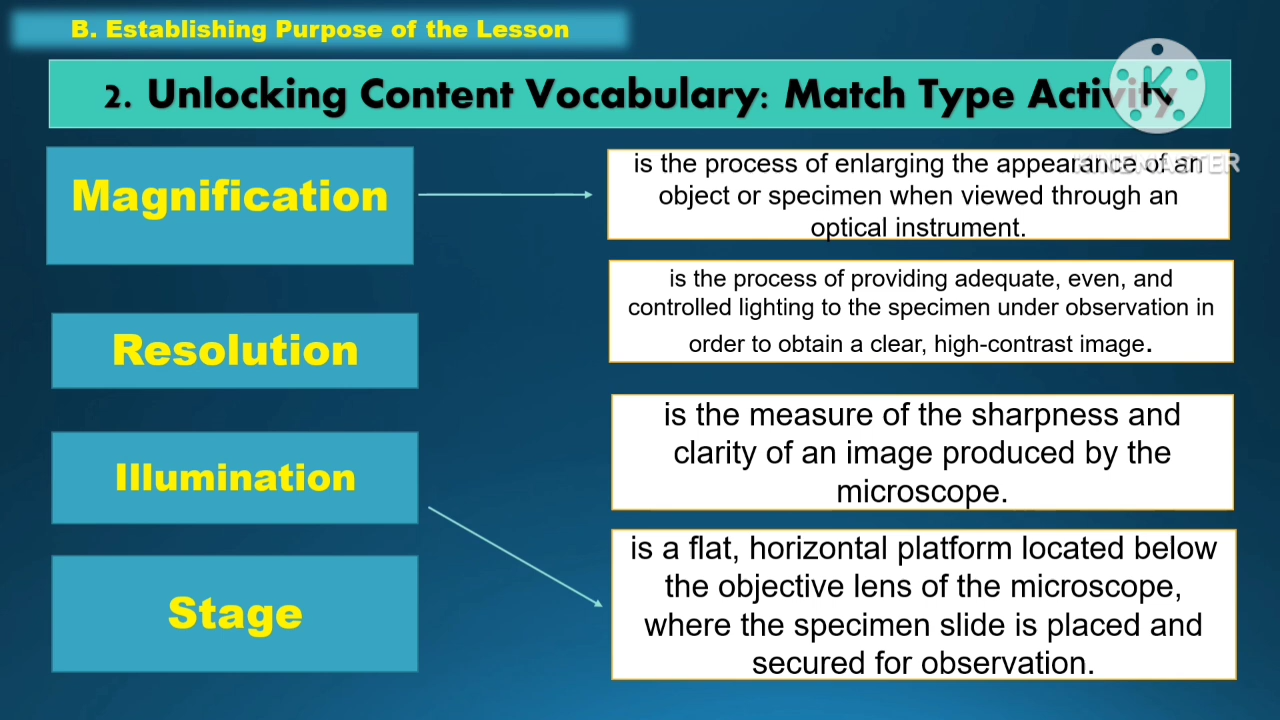 B. Establishing Purpose of the Lesson
2. Unlocking Content Vocabulary: Match Type Activity
KINEMASTER
Magnification
is the process of enlarging the appearance of an
object or specimen when viewed through an
optical instrument.
Resolution
is the process of providing adequate, even, and
controlled lighting to the specimen under observation in
order to obtain a clear, high-contrast image.
Illumination
is the measure of the sharpness and
clarity of an image produced by the
microscope.
Stage
is a flat, horizontal platform located below
the objective lens of the microscope,
where the specimen slide is placed and
secured for observation.